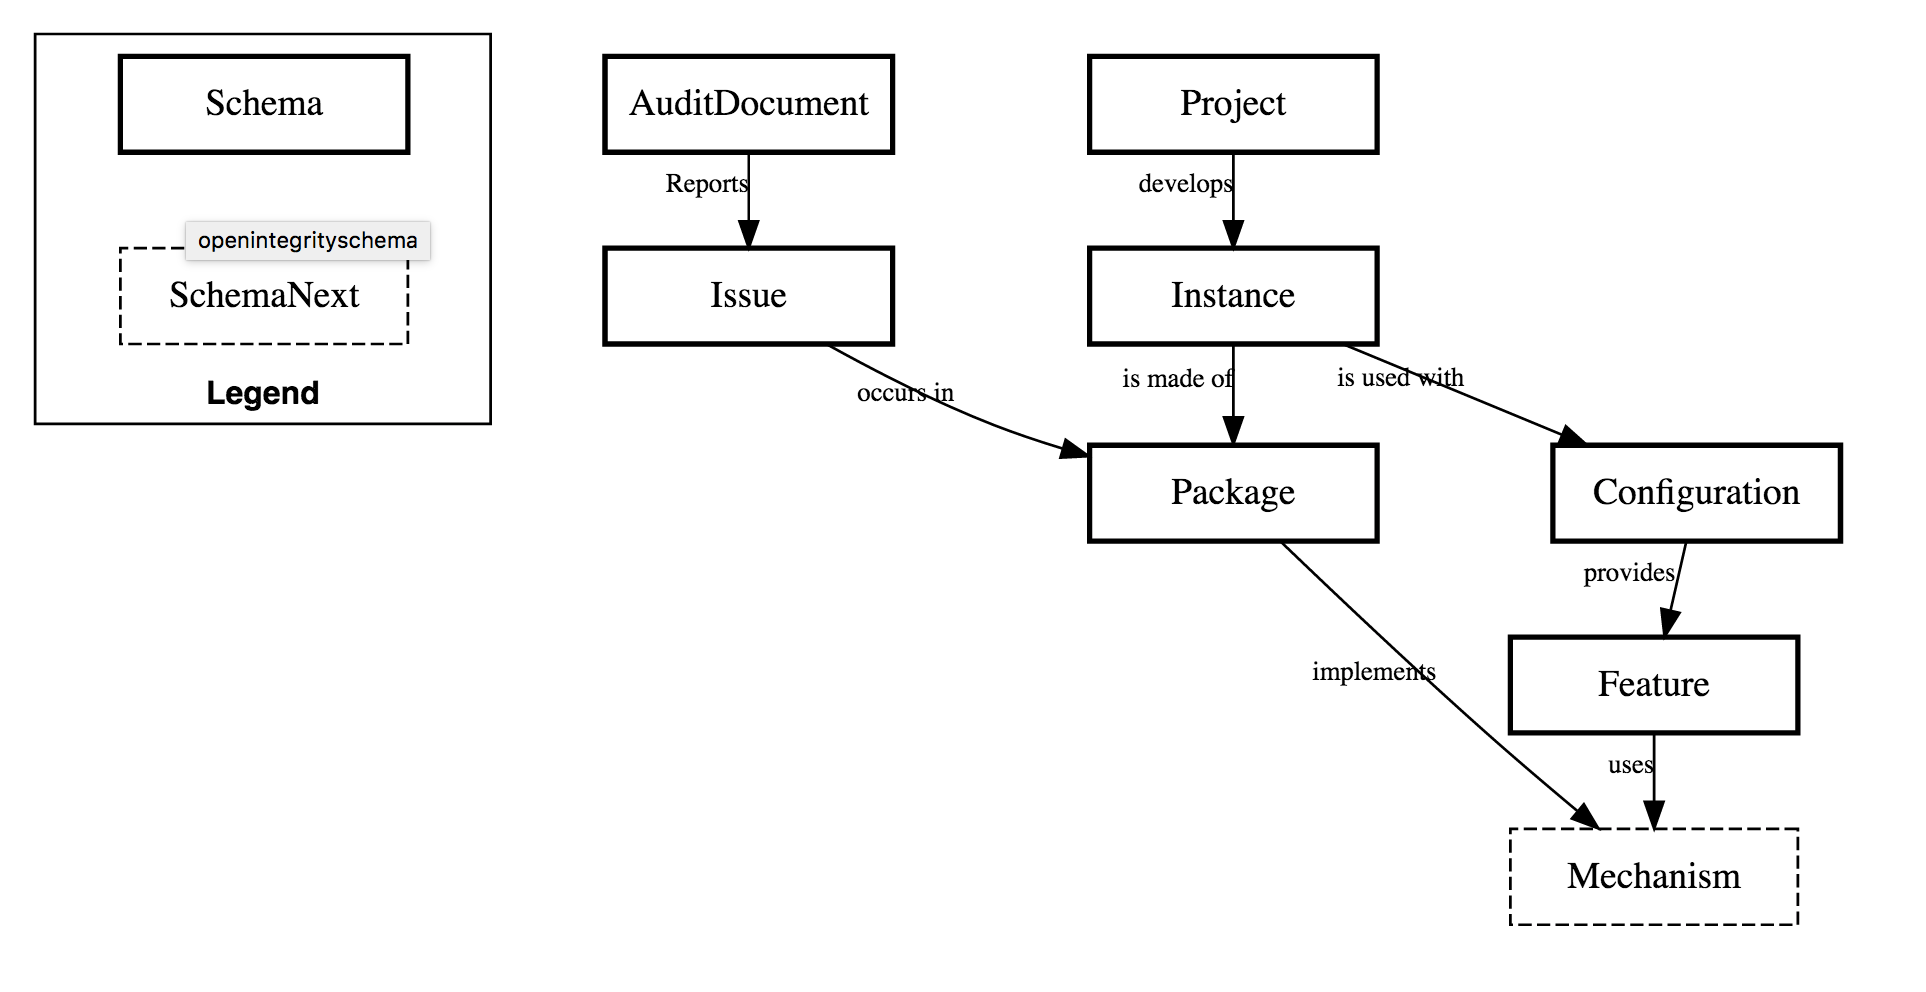 Schema
openintegrityschema
SchemaNext
Legend
AuditDocument
Reports
Issue
occurs in
Project
develops
Instance
is made of
is used with
Package
Configuration
provides
implements
Feature
uses
Mechanism